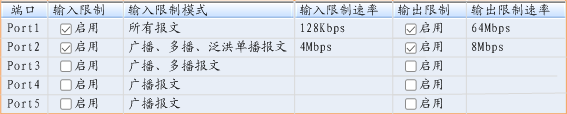 端口 输入限制 输入限制模式 输入限制速率 输出限制 输出限制速率
Port1 启用 所有报文 128Kbps 启用 64Mbps
Port2 启用 广播、多播、泛洪单播报文 4Mbps 启用 8Mbps
Port3 启用 广播、多播报文 启用
Port4 启用 广播报文 启用
Port5 启用 广播报文 启用